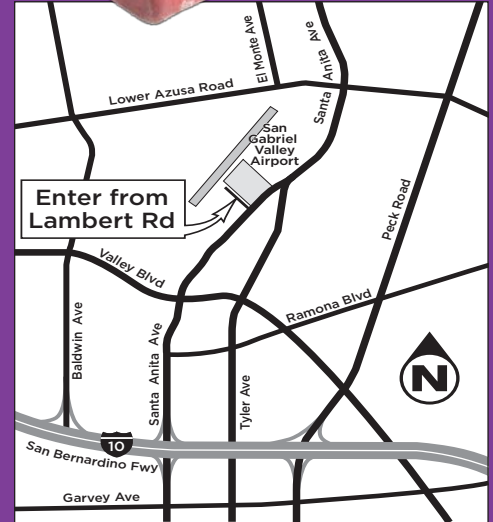 El Monte Ave
Santa Anita Ave
Lower Azusa Road
San
Gabriel
Valley
Airport
Enter from
Lambert Rd
Peck Road
Valley Blvd
Ramona Blvd
Baldwin Ave
Santa Anita Ave
Tyler Ave
N
10
San Bernardino Fwy
Garvey Ave